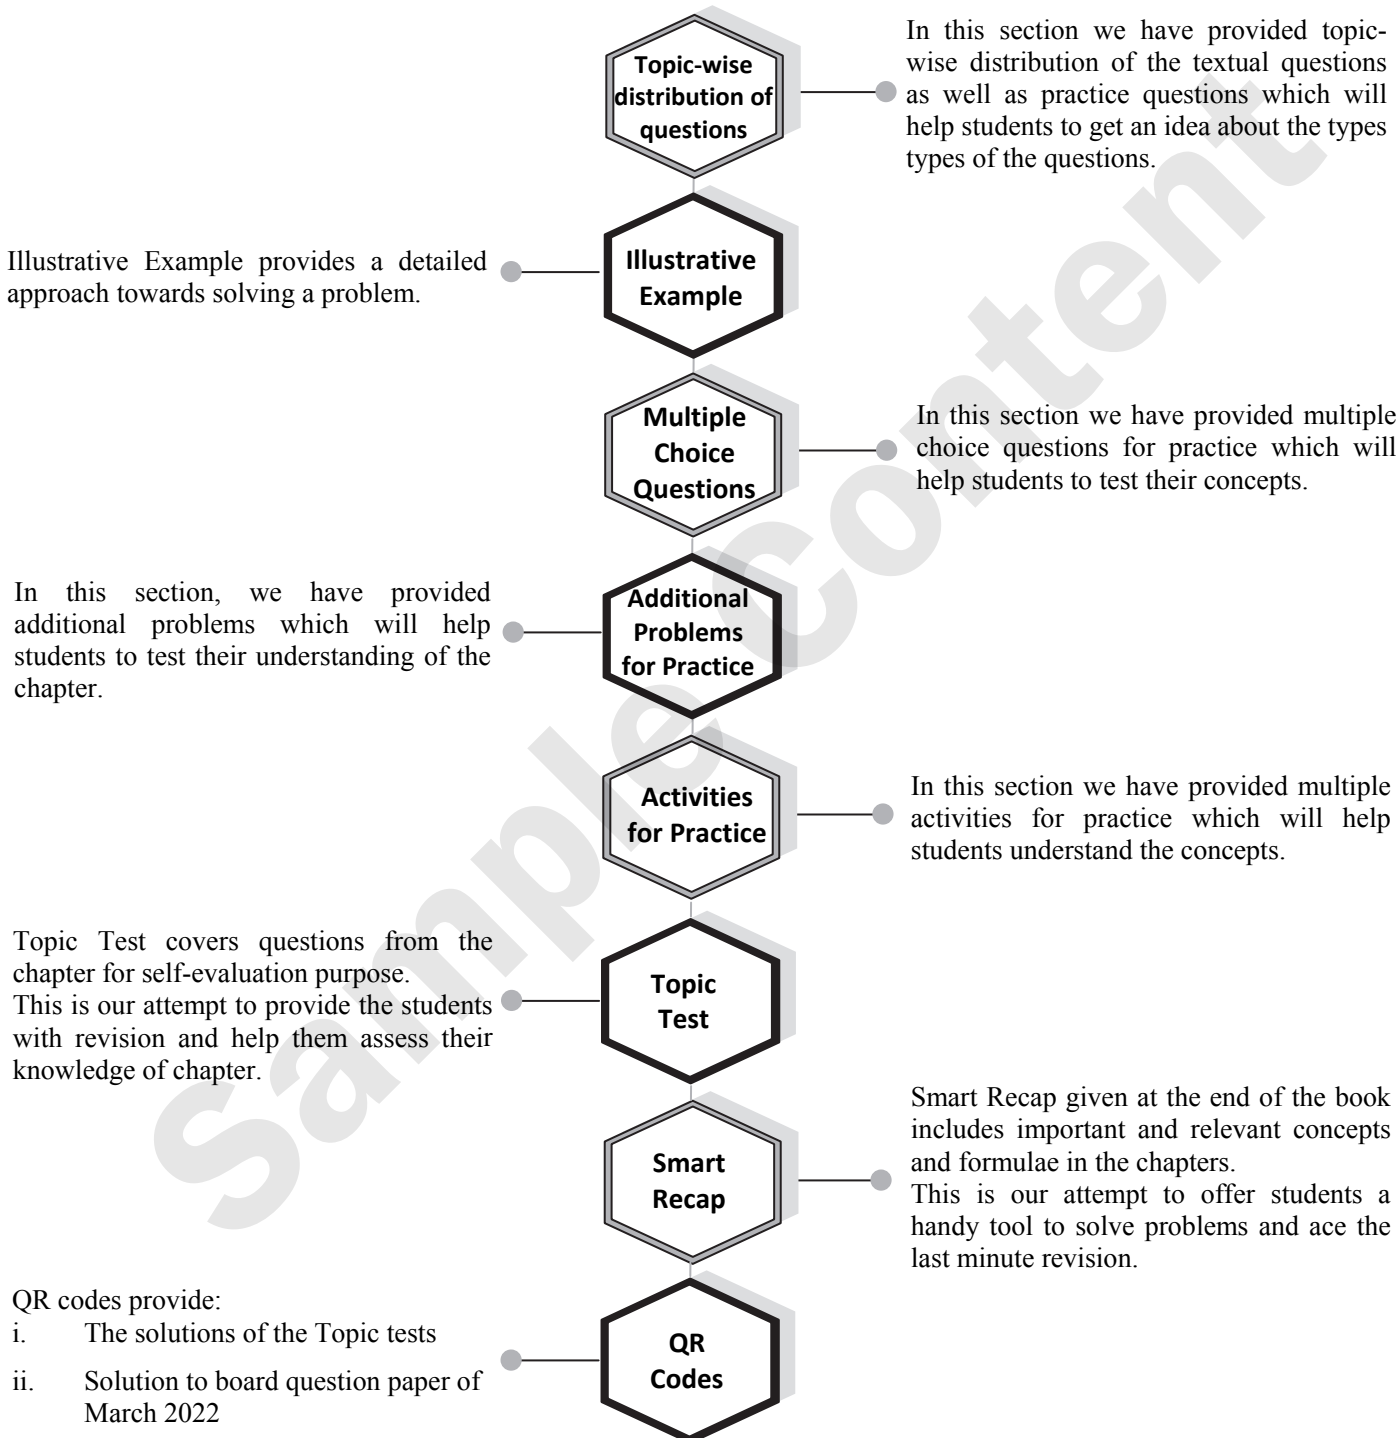 Topic-wise
distribution of
questions
In this section we have provided topic-
wise distribution of the textual questions
as well as practice questions which will
help students to get an idea about the types
types of the questions.
Illustrative Example provides a detailed
approach towards solving a problem.
Illustrative
Example
Multiple
Choice
Questions
In this section we have provided multiple
choice questions for practice which will
help students to test their concepts.
In this section, we have provided
additional problems which will help
students to test their understanding of the
chapter.
Additional
Problems
for Practice
Activities
for Practice
In this section we have provided multiple
activities for practice which will help
students understand the concepts.
Topic Test covers questions from the
chapter for self-evaluation purpose.
This is our attempt to provide the students
with revision and help them assess their
knowledge of chapter.
Topic
Test
Smart
Recap
Smart Recap given at the end of the book
includes important and relevant concepts
and formulae in the chapters.
This is our attempt to offer students a
handy tool to solve problems and ace the
last minute revision.
QR codes provide:
i. The solutions of the Topic tests
ii. Solution to board question paper of
March 2022
QR
Codes
Sample Content